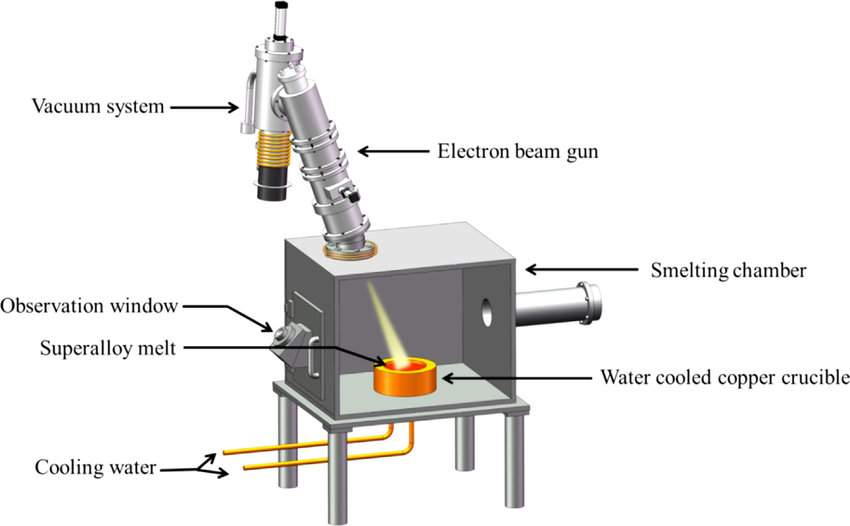 Vacuum system
Electron beam gun
Smelting chamber
Observation window
Superalloy melt
Water cooled copper crucible
Cooling water